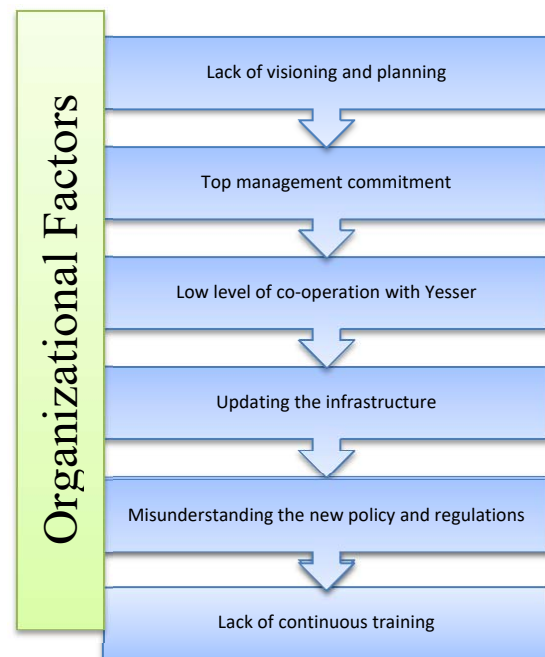 Organizational Factors
Lack of visioning and planning
Top management commitment
Low level of co-operation with Yesser
Updating the infrastructure
Misunderstanding the new policy and regulations
Lack of continuous training